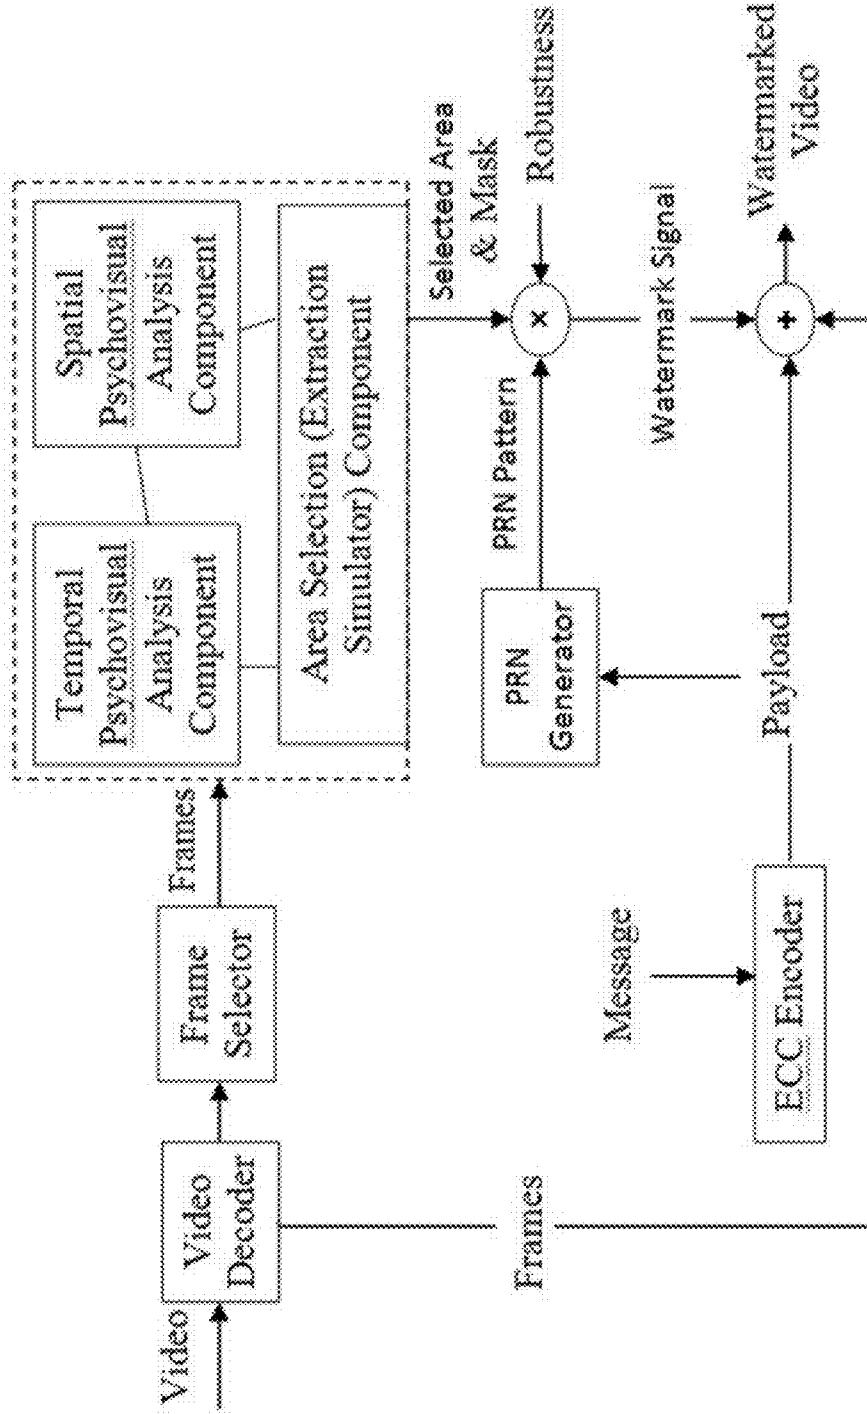 Video
Video
Decoder
Frame
Selector
Frames
Temporal
Psychovisual
Analysis
Component
Spatial
Psychovisual
Analysis
Component
Area Selection (Extraction
Simulator) Component
Selected Area
& Mask
Frames
Message
PRN
Generator
PRN Pattern
×
Robustness
Watermark Signal
ECC Encoder
Payload
+
Watermarked
Video